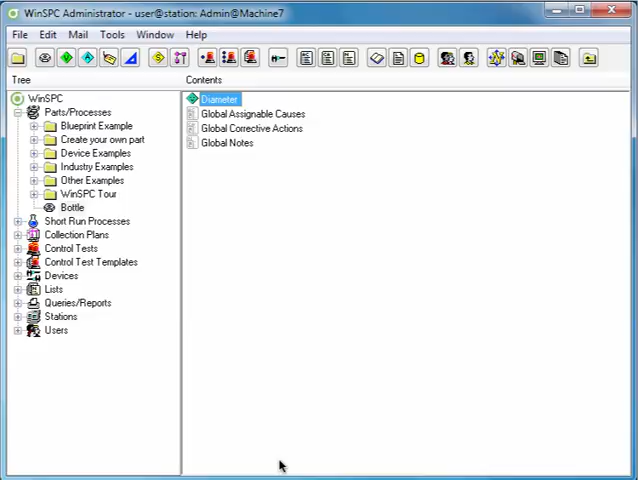 WinSPC Administrator - user@station: Admin@Machine7
File Edit Mail Tools Window Help
Tree
Contents
WinSPC
Parts/Processes
Blueprint Example
Create your own part
Device Examples
Industry Examples
Other Examples
WinSPC Tour
Bottle
Short Run Processes
Collection Plans
Control Tests
Control Test Templates
Devices
Lists
Queries/Reports
Stations
Users
Diameter
Global Assignable Causes
Global Corrective Actions
Global Notes